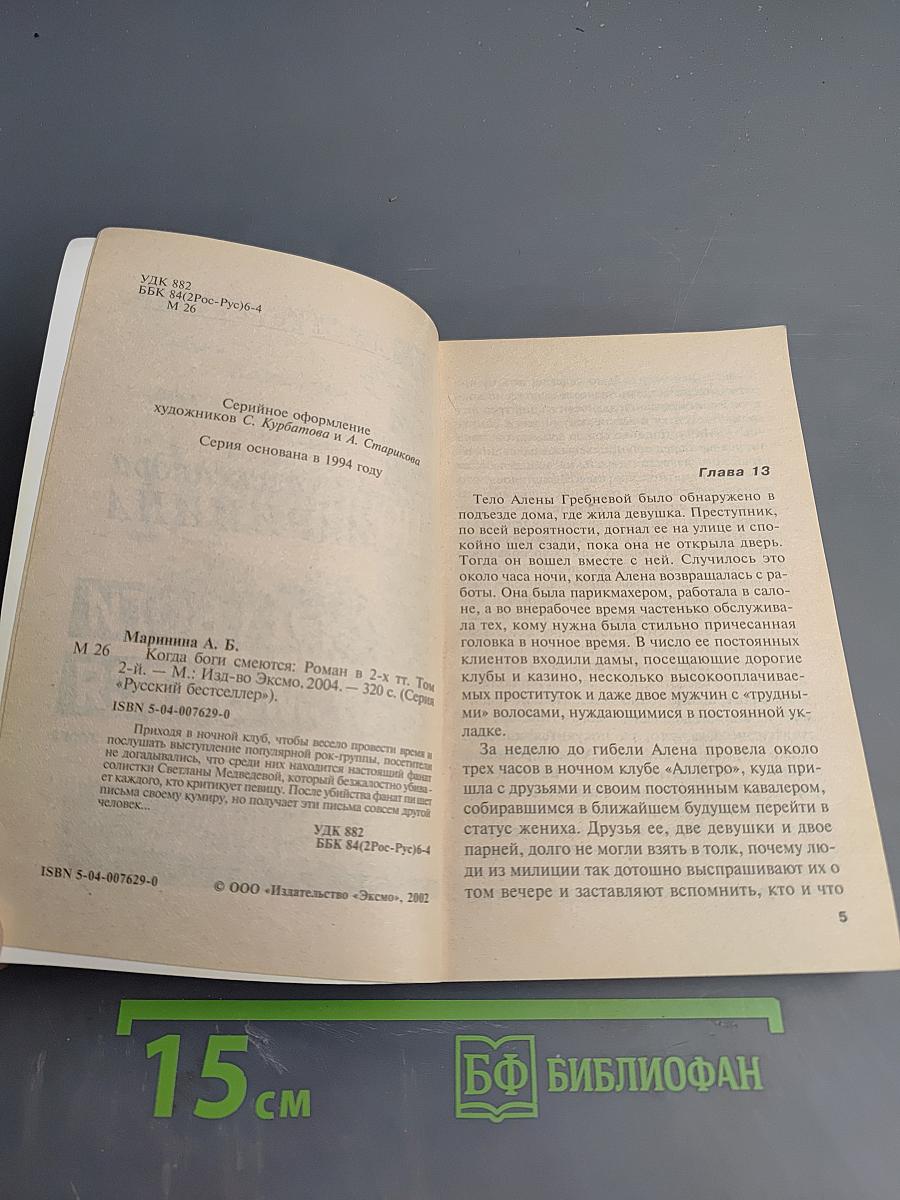 УДК 882
ББК 84(2Рос-Рус)6-4
М 26
Серийное оформление
художников С. Курбатова и А. Старикова
Серия основана в 1994 году
Маринина А. Б.
М 26 Когда боги смеются: Роман в 2-х тт. Том
2-й. — М.: Изд-во Эксмо, 2004. — 320 с. (Серия
«Русский бестселлер»).
ISBN 5-04-007629-0
Приходя в ночной клуб, чтобы весело провести время и
послушать выступление популярной рок-группы, посетители
не догадывались, что среди них находится настоящий фанат
солистки Светланы Медведевой, который безжалостно убива-
ет каждого, кто критикует певицу. После убийства фанат пишет
письма своему кумиру, но получает эти письма совсем другой
человек...
УДК 882
ББК 84(2Рос-Рус)6-4
ISBN 5-04-007629-0
© ООО «Издательство «Эксмо», 2002
Глава 13
Тело Алены Гребневой было обнаружено в
подъезде дома, где жила девушка. Преступник,
по всей вероятности, догнал ее на улице и спо-
койно шел сзади, пока она не открыла дверь.
Тогда он вошел вместе с ней. Случилось это
около часа ночи, когда Алена возвращалась с ра-
боты. Она была парикмахером, работала в сало-
не, а во внерабочее время частенько обслужива-
ла тех, кому нужна была стильно причесанная
головка в ночное время. В число ее постоянных
клиентов входили дамы, посещающие дорогие
клубы и казино, несколько высокооплачивае-
мых проституток и даже двое мужчин с «трудны-
ми» волосами, нуждающимися в постоянной ук-
ладке.
За неделю до гибели Алена провела около
трех часов в ночном клубе «Аллегро», куда при-
шла с друзьями и своим постоянным кавалером,
собиравшимся в ближайшем будущем перейти в
статус жениха. Друзья ее, две девушки и двое
парней, долго не могли взять в толк, почему лю-
ди из милиции так дотошно выспрашивают их о
том вечере и заставляют вспомнить, кто и что
5
15 см
БФ БИБЛИОФАН